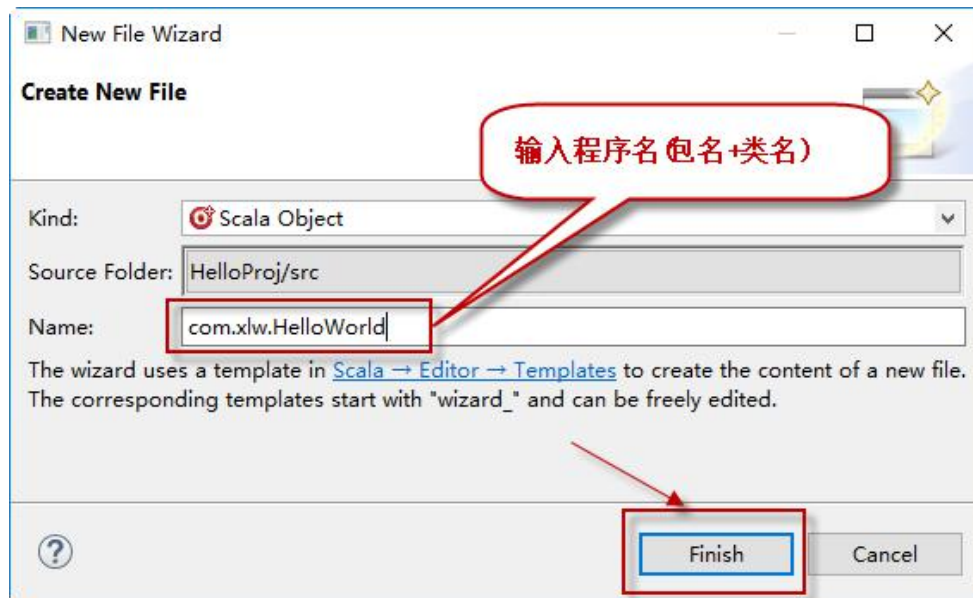 New File Wizard
Create New File
输入程序名(包名+类名)
Kind:
Scala Object
Source Folder:
HelloProj/src
Name:
com.xlw.HelloWorld
The wizard uses a template in Scala → Editor → Templates to create the content of a new file.
The corresponding templates start with "wizard_" and can be freely edited.
?
Finish
Cancel